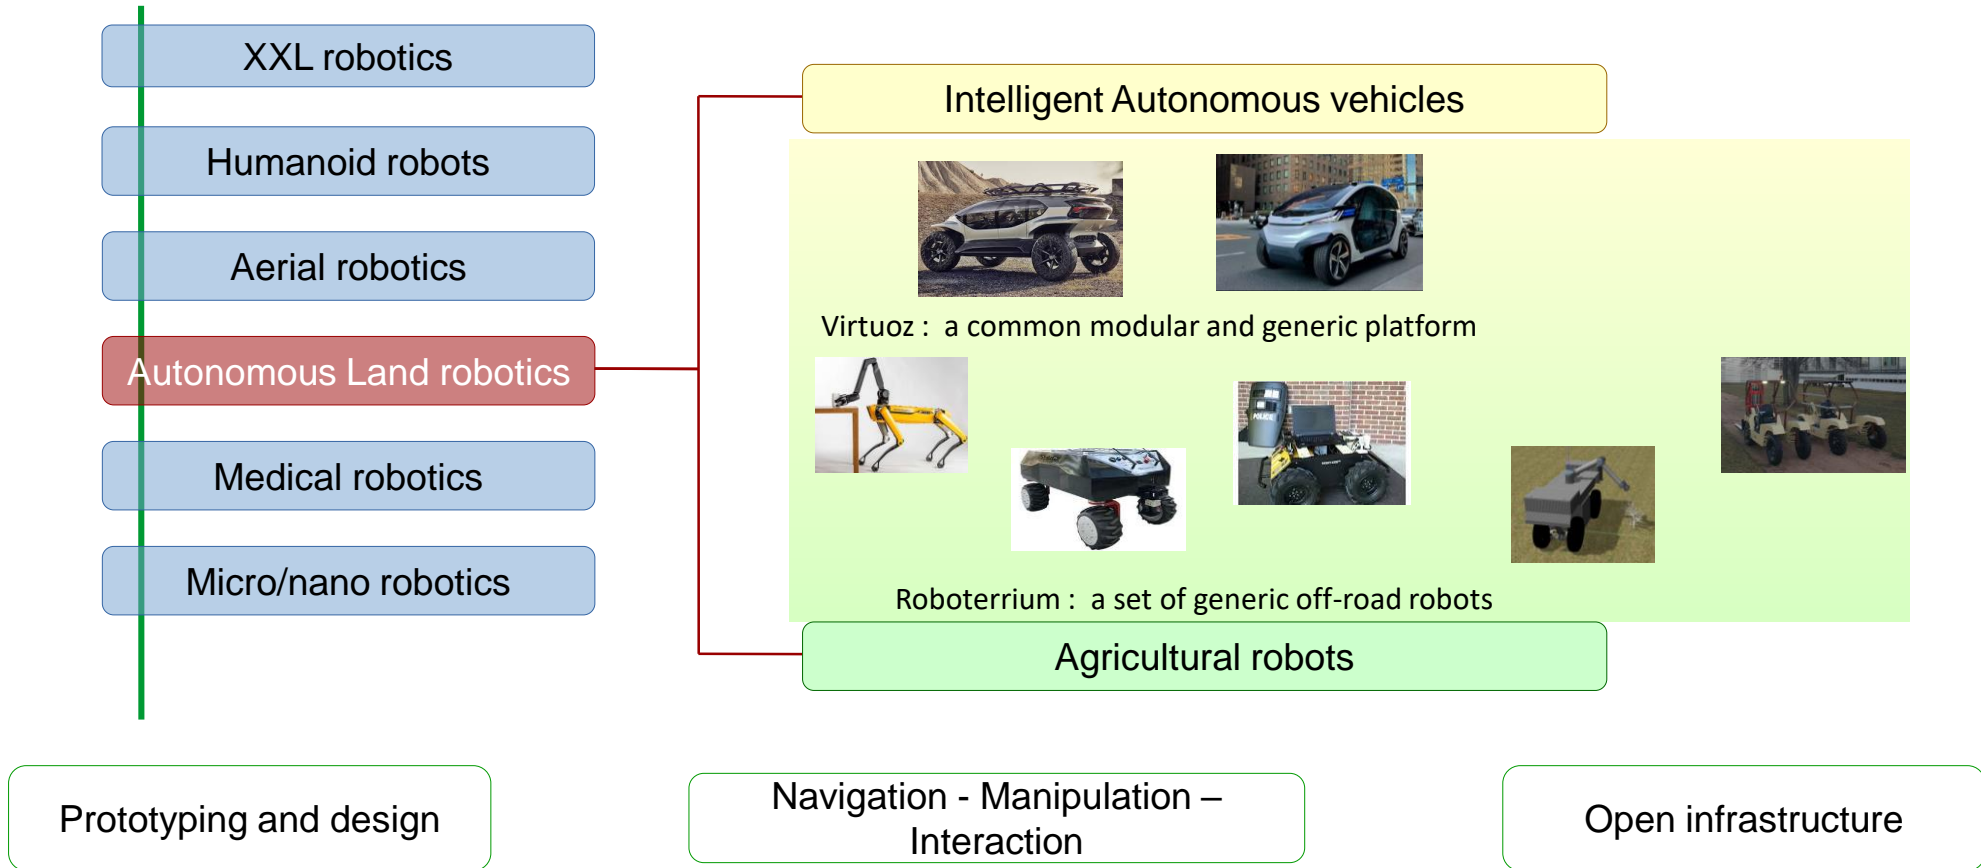 XXL robotics
Humanoid robots
Aerial robotics
Autonomous Land robotics
Medical robotics
Micro/nano robotics
Intelligent Autonomous vehicles
Virtuoz :  a common modular and generic platform
POLICE
Roboterrium :  a set of generic off-road robots
Agricultural robots
Prototyping and design
Navigation - Manipulation –
Interaction
Open infrastructure